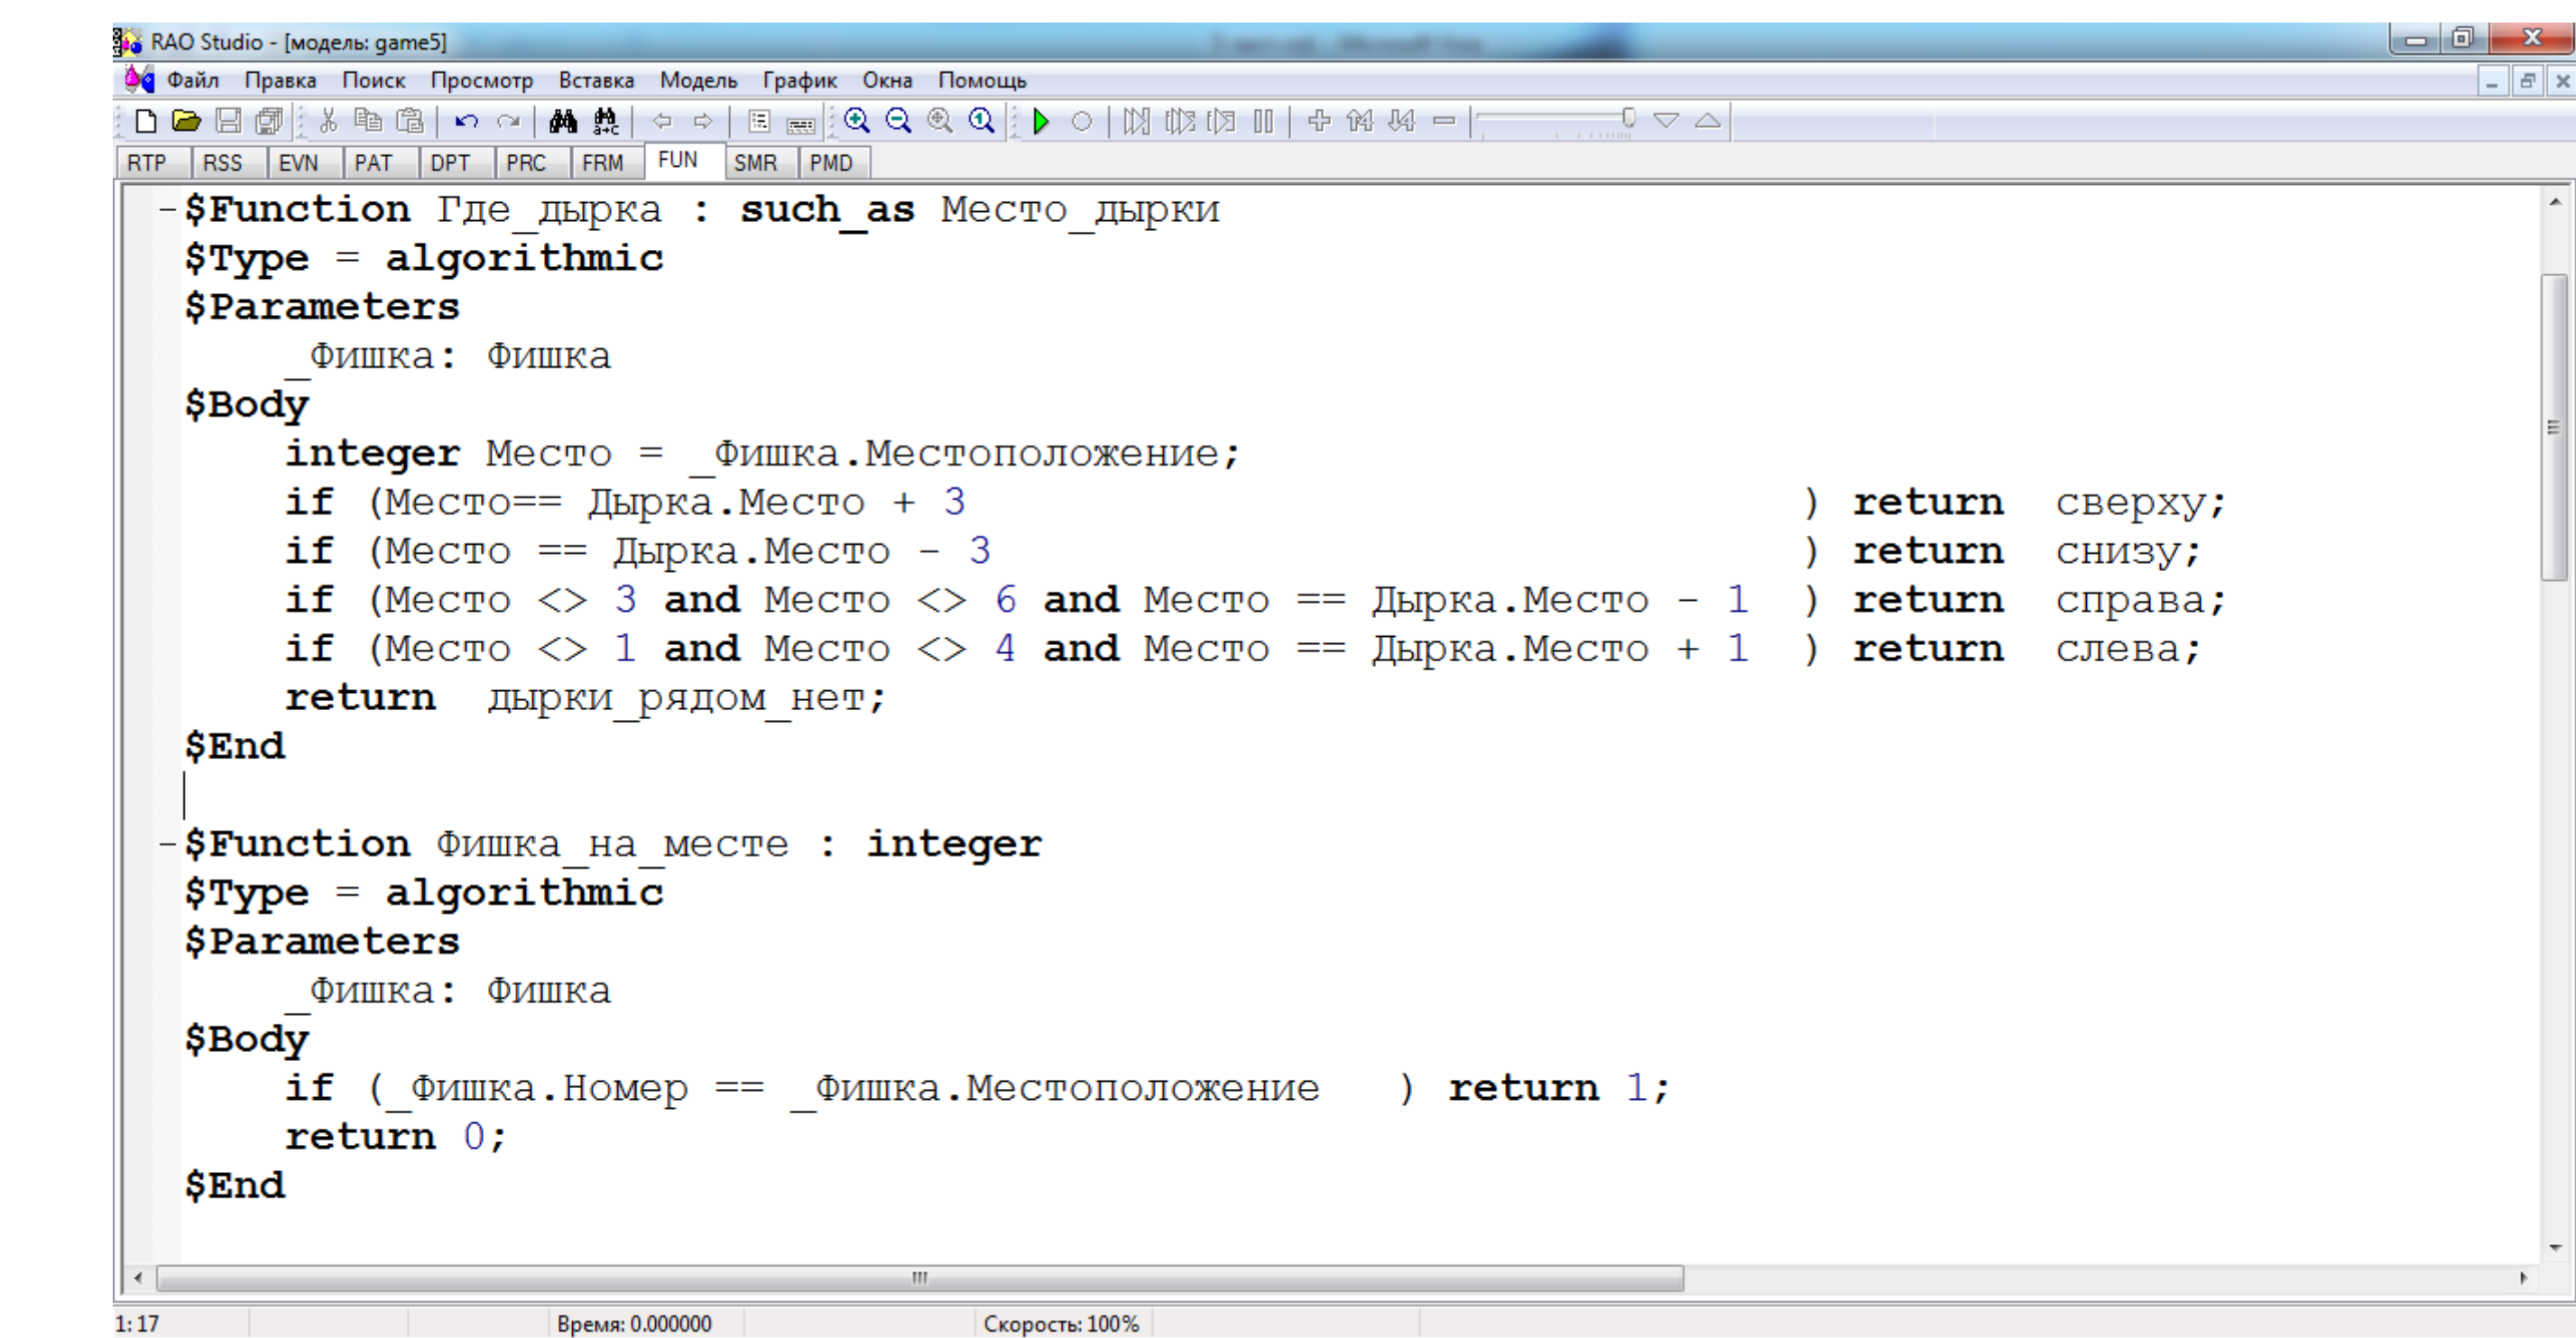 RAO Studio - [модель: game5]
Файл Правка Поиск Просмотр Вставка Модель График Окна Помощь
RTP RSS EVN PAT DPT PRC FRM FUN SMR PMD
$Function Где_дырка : such_as Место_дырки
$Type = algorithmic
$Parameters
_Фишка: Фишка
$Body
integer Место = _Фишка.Местоположение;
if (Место== Дырка.Место + 3 ) return сверху;
if (Место == Дырка.Место - 3 ) return снизу;
if (Место <> 3 and Место <> 6 and Место == Дырка.Место - 1 ) return справа;
if (Место <> 1 and Место <> 4 and Место == Дырка.Место + 1 ) return слева;
return дырки_рядом_нет;
$End
$Function Фишка_на_месте : integer
$Type = algorithmic
$Parameters
_Фишка: Фишка
$Body
if (_Фишка.Номер == _Фишка.Местоположение ) return 1;
return 0;
$End
1: 17 Время: 0.000000 Скорость: 100%